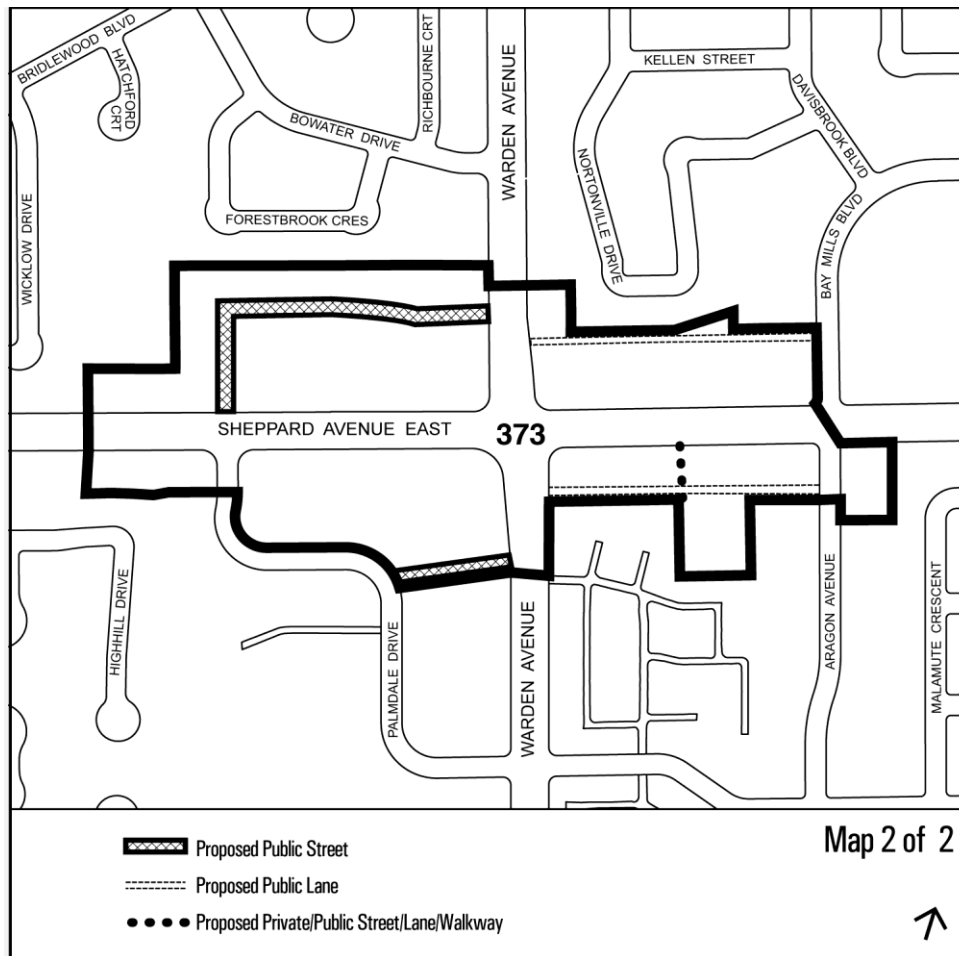 BRIDLEWOOD BLVD
HATCHFORD
CRT
WICKLOW DRIVE
BOWATER DRIVE
RICHBOURNE CRT
FORESTBROOK CRES
WARDEN AVENUE
KELLEN STREET
DAVISBROOK BLVD
NORTONVILLE DRIVE
BAY MILLS BLVD
SHEPPARD AVENUE EAST
373
HIGHHILL DRIVE
PALMDALE DRIVE
WARDEN AVENUE
ARAGON AVENUE
MALAMUTE CRESCENT
Proposed Public Street
Proposed Public Lane
Proposed Private/Public Street/Lane/Walkway
Map 2 of 2